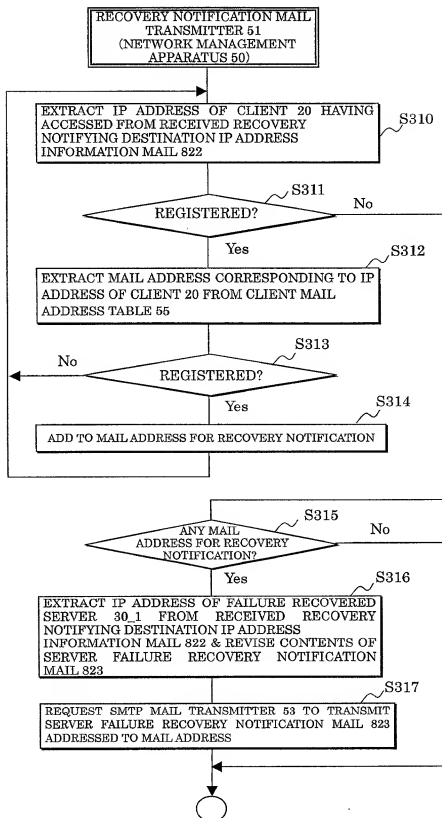 RECOVERY NOTIFICATION MAIL
TRANSMITTER 51
(NETWORK MANAGEMENT
APPARATUS 50)
EXTRACT IP ADDRESS OF CLIENT 20 HAVING
ACCESSED FROM RECEIVED RECOVERY
NOTIFYING DESTINATION IP ADDRESS
INFORMATION MAIL 822
S310
S311
REGISTERED?
No
Yes
S312
EXTRACT MAIL ADDRESS CORRESPONDING TO IP
ADDRESS OF CLIENT 20 FROM CLIENT MAIL
ADDRESS TABLE 55
S313
No
REGISTERED?
Yes
S314
ADD TO MAIL ADDRESS FOR RECOVERY NOTIFICATION
S315
ANY MAIL
ADDRESS FOR RECOVERY
NOTIFICATION?
No
Yes
S316
EXTRACT IP ADDRESS OF FAILURE RECOVERED
SERVER 30_1 FROM RECEIVED RECOVERY
NOTIFYING DESTINATION IP ADDRESS
INFORMATION MAIL 822 & REVISE CONTENTS OF
SERVER FAILURE RECOVERY NOTIFICATION
MAIL 823
S317
REQUEST SMTP MAIL TRANSMITTER 53 TO TRANSMIT
SERVER FAILURE RECOVERY NOTIFICATION MAIL 823
ADDRESSED TO MAIL ADDRESS